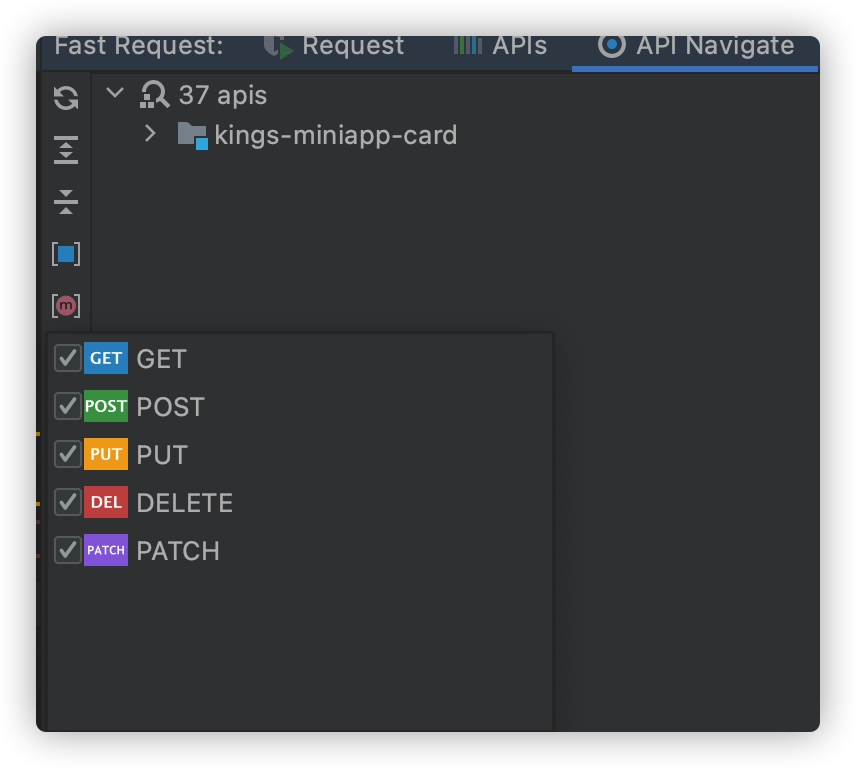 Fast Request: Request APIs API Navigate
37 apis
kings-miniapp-card
m
GET GET
POST POST
PUT PUT
DEL DELETE
PATCH PATCH